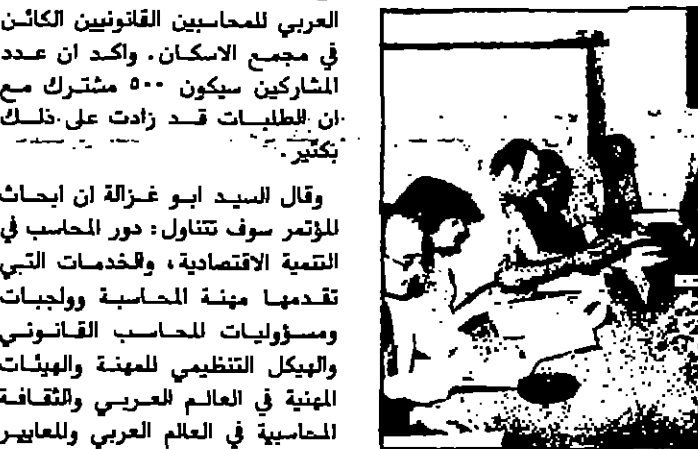 العربي للمحاسبين القانونيين الكائن
في مجمع الاسكان. واكد ان عدد
المشاركين سيكون ٥٠٠ مشترك مع
ان الطلبات قد زادت على ذلك
بكثير.
وقال السيد ابو غزالة ان ابحاث
المؤتمر سوف تتناول: دور المحاسب في
التنمية الاقتصادية، والخدمات التي
تقدمها مهنة المحاسبة وواجبات
ومسؤوليات المحاسب القانوني
والهيكل التنظيمي للمهنة والهيئات
المهنية في العالم العربي والثقافة
المحاسبية في العالم العربي والمعايير